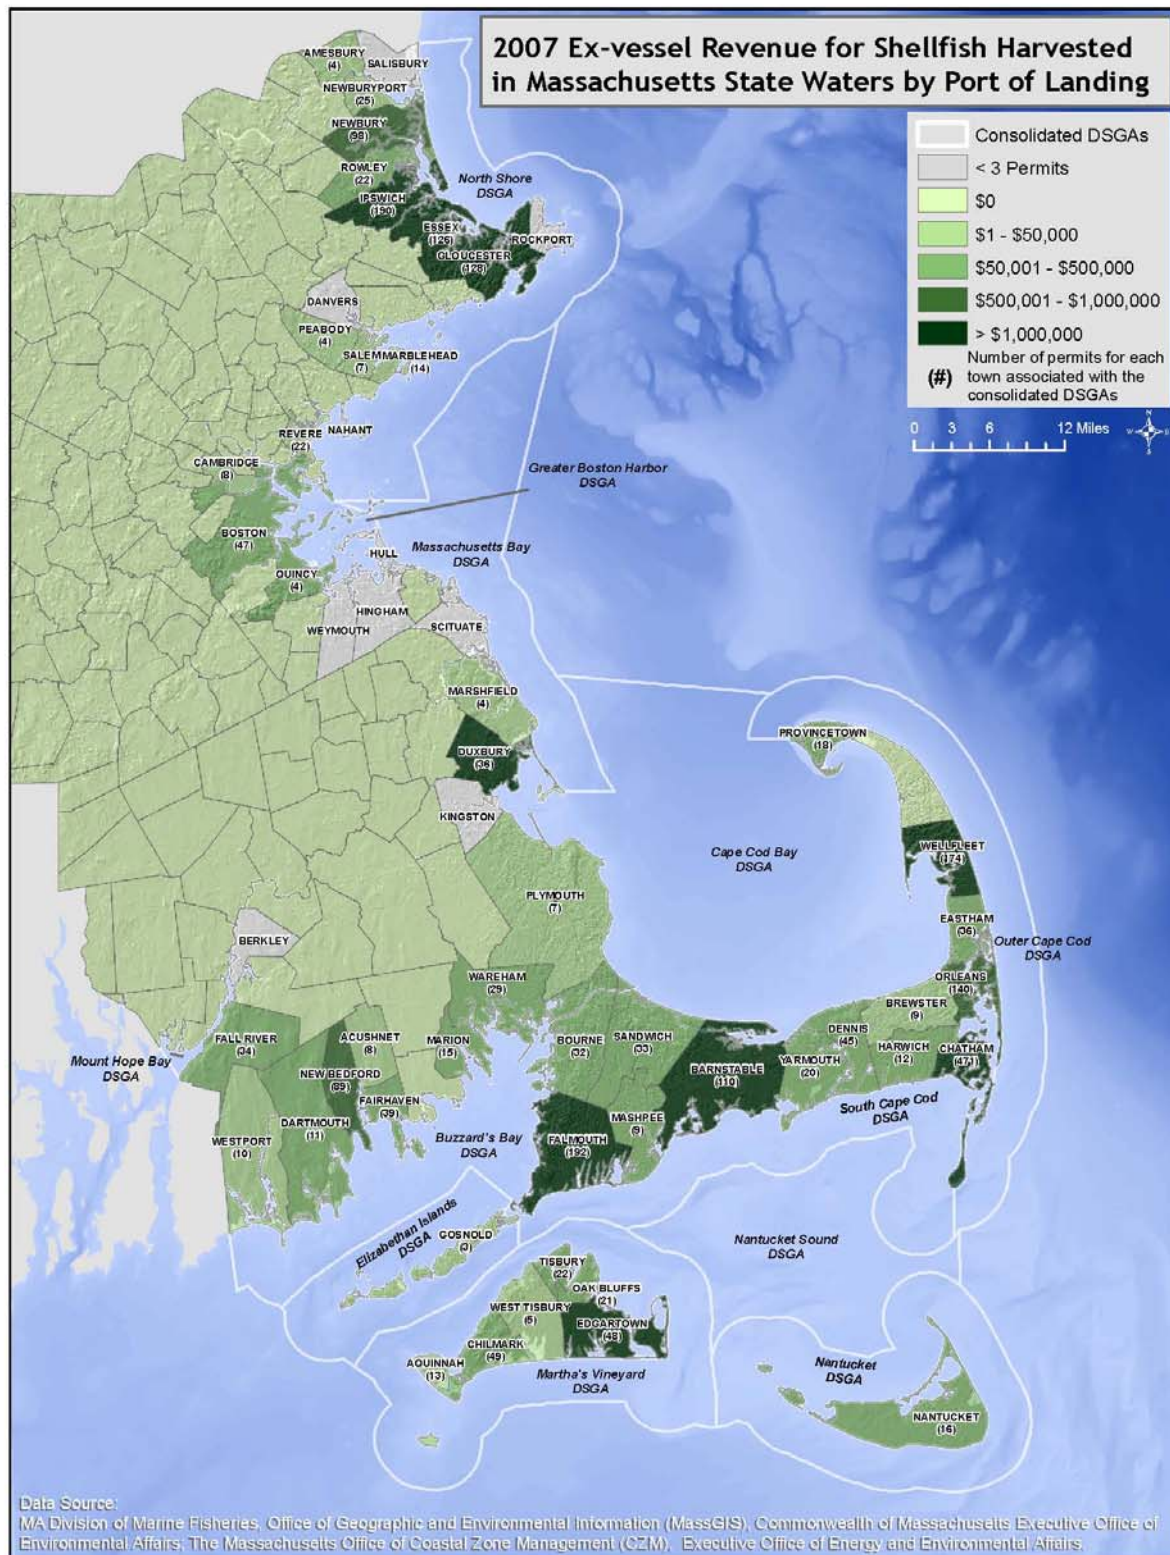 2007 Ex-vessel Revenue for Shellfish Harvested
in Massachusetts State Waters by Port of Landing
Consolidated DSGAs
< 3 Permits
$0
$1 - $50,000
$50,001 - $500,000
$500,001 - $1,000,000
> $1,000,000
(#)
Number of permits for each
town associated with the
consolidated DSGAs
0 3 6 12 Miles
N
W
E
S
AMESBURY
(4)
SALISBURY
NEWBURYPORT
(25)
NEWBURY
(98)
ROWLEY
(22)
North Shore
DSGA
IPSWICH
(190)
ESSEX
(126)
GLOUCESTER
(128)
ROCKPORT
DANVERS
PEABODY
(4)
SALEM
(7)
MARBLEHEAD
(14)
NAHANT
REVERE
(22)
CAMBRIDGE
(8)
Greater Boston Harbor
DSGA
BOSTON
(47)
Massachusetts Bay
DSGA
HULL
QUINCY
(4)
HINGHAM
WEYMOUTH
SCITUATE
MARSHFIELD
(4)
DUXBURY
(36)
KINGSTON
PROVINCETOWN
(18)
Cape Cod Bay
DSGA
WELLFLEET
(174)
PLYMOUTH
(7)
EASTHAM
(36)
Outer Cape Cod
DSGA
BERKLEY
WAREHAM
(29)
ORLEANS
(140)
BREWSTER
(9)
FALL RIVER
(34)
ACUSHNET
(8)
MARION
(15)
BOURNE
(32)
SANDWICH
(33)
DENNIS
(45)
HARWICH
(12)
CHATHAM
(471)
Mount Hope Bay
DSGA
NEW BEDFORD
(89)
BARNSTABLE
(110)
YARMOUTH
(20)
FAIRHAVEN
(39)
South Cape Cod
DSGA
DARTMOUTH
(11)
MASHPEE
(9)
WESTPORT
(10)
Buzzard's Bay
DSGA
FALMOUTH
(192)
Elizabethan Islands
DSGA
GOSNOLD
(3)
Nantucket Sound
DSGA
TISBURY
(22)
OAK BLUFFS
(21)
WEST TISBURY
(5)
EDGARTOWN
(48)
CHILMARK
(49)
AQUINNAH
(13)
Martha's Vineyard
DSGA
Nantucket
DSGA
NANTUCKET
(16)
Data Source:
MA Division of Marine Fisheries, Office of Geographic and Environmental Information (MassGIS), Commonwealth of Massachusetts Executive Office of
Environmental Affairs, The Massachusetts Office of Coastal Zone Management (CZM), Executive Office of Energy and Environmental Affairs.